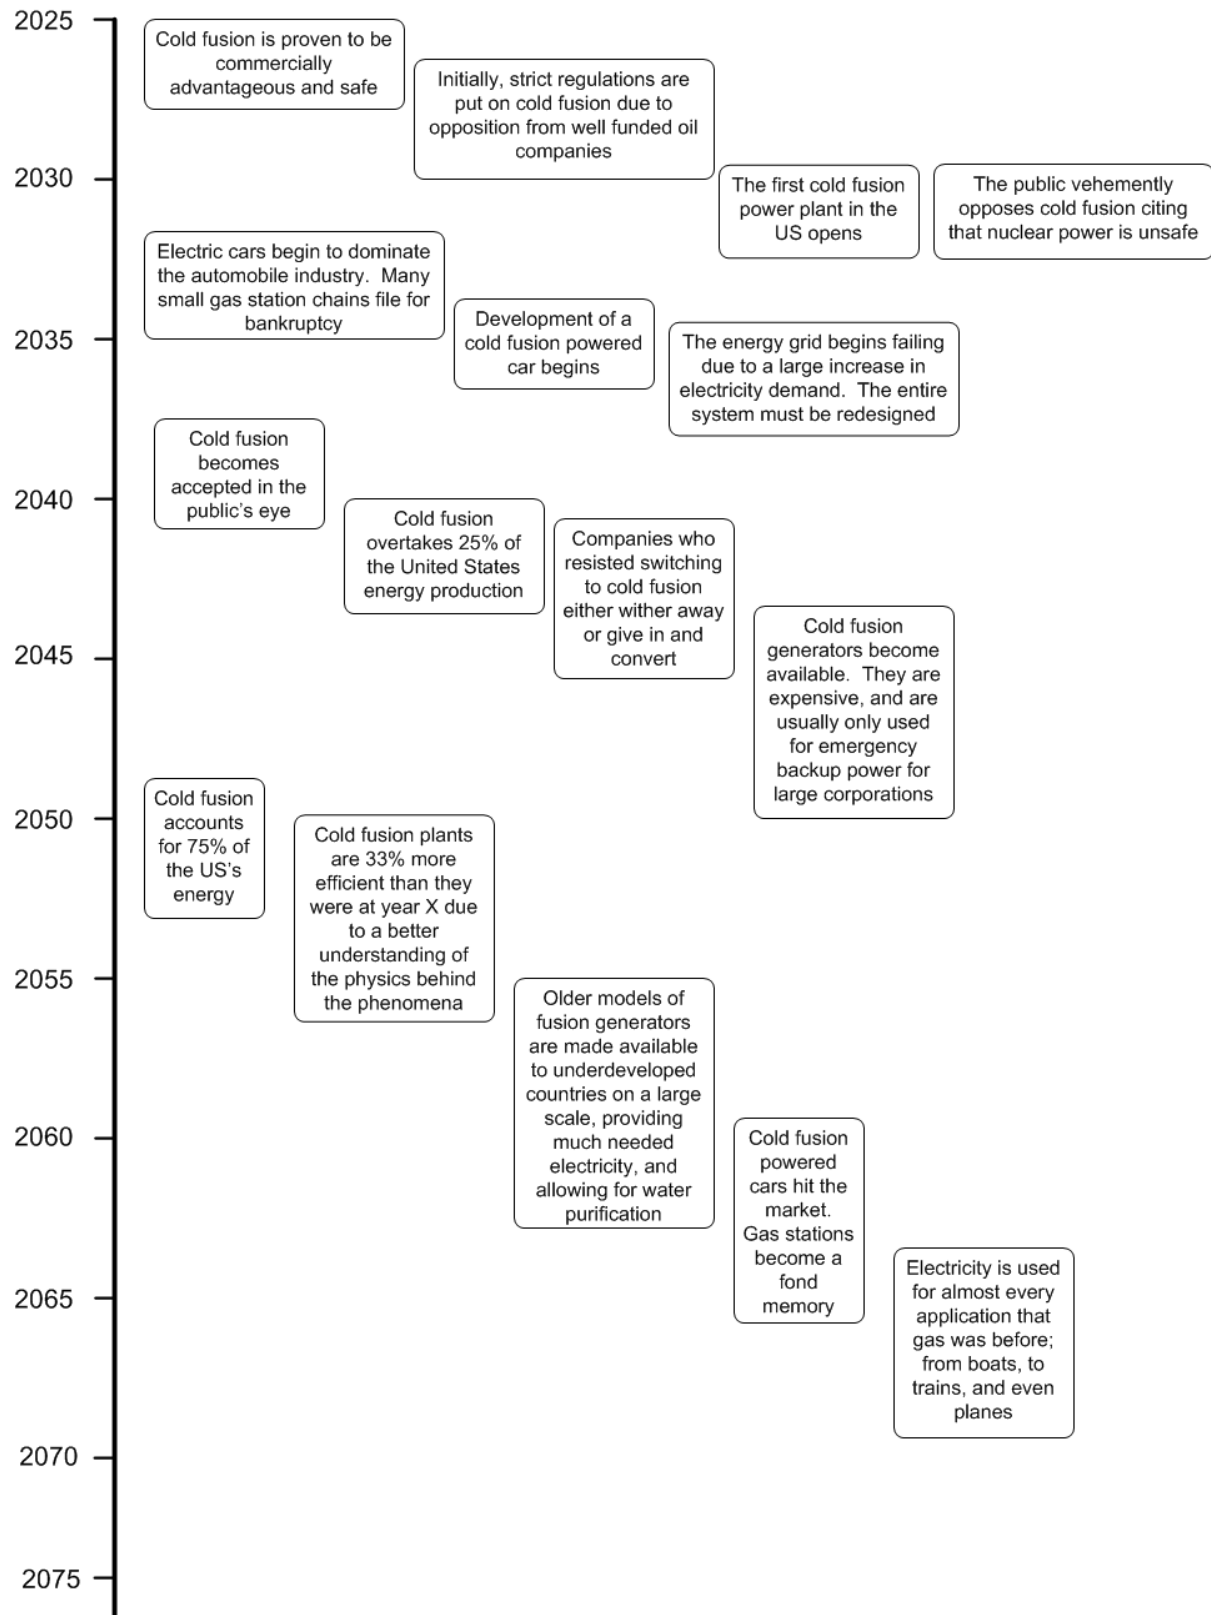 2025
Cold fusion is proven to be
commercially
advantageous and safe
Initially, strict regulations are
put on cold fusion due to
opposition from well funded oil
companies
2030
The first cold fusion
power plant in the
US opens
The public vehemently
opposes cold fusion citing
that nuclear power is unsafe
Electric cars begin to dominate
the automobile industry.  Many
small gas station chains file for
bankruptcy
2035
Development of a
cold fusion powered
car begins
The energy grid begins failing
due to a large increase in
electricity demand.  The entire
system must be redesigned
Cold fusion
becomes
accepted in the
public's eye
2040
Cold fusion
overtakes 25% of
the United States
energy production
Companies who
resisted switching
to cold fusion
either wither away
or give in and
convert
2045
Cold fusion
generators become
available.  They are
expensive, and are
usually only used
for emergency
backup power for
large corporations
Cold fusion
accounts
for 75% of
the US's
energy
2050
Cold fusion plants
are 33% more
efficient than they
were at year X due
to a better
understanding of
the physics behind
the phenomena
2055
Older models of
fusion generators
are made available
to underdeveloped
countries on a large
scale, providing
much needed
electricity, and
allowing for water
purification
2060
Cold fusion
powered
cars hit the
market.
Gas stations
become a
fond
memory
2065
Electricity is used
for almost every
application that
gas was before;
from boats, to
trains, and even
planes
2070
2075